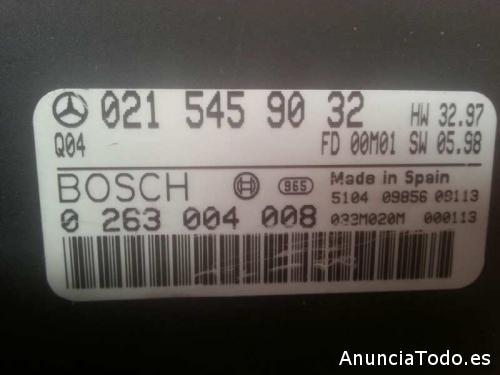 021 545 90 32 HW 32.97
Q04 FD 00M01 SW 05.98
BOSCH 965 Made in Spain
5104 09856 09113
0 263 004 008 033M020M 000113
AnunciaTodo.es